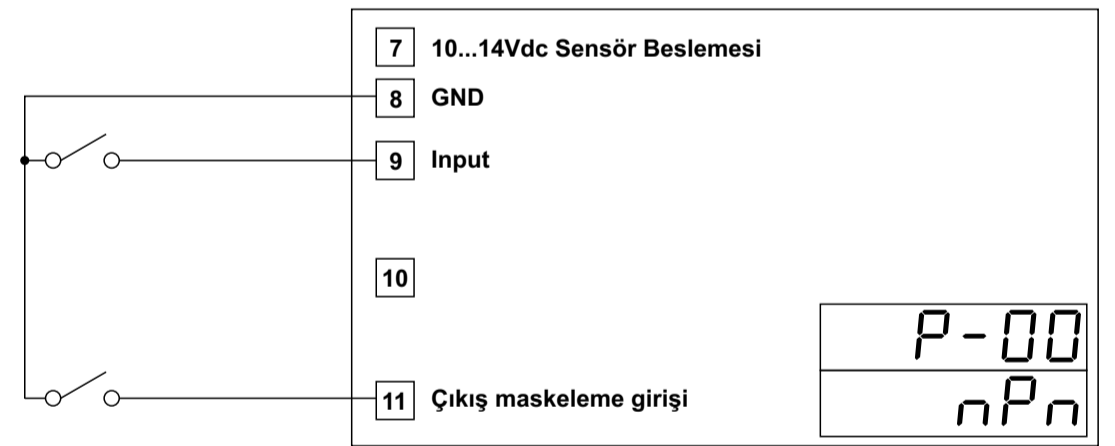 7 10...14Vdc Sensör Beslemesi
8 GND
9 Input
10
11 Çıkış maskeleme girişi
P-00
nPn